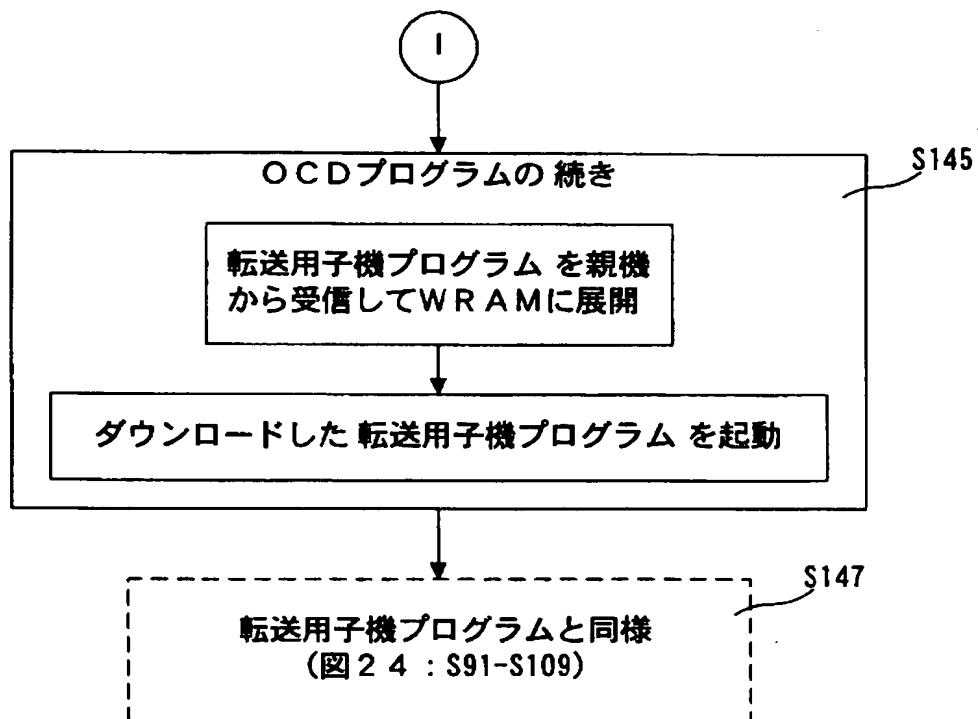 I
OCDプログラムの 続き
S145
転送用子機プログラム を親機
から受信してWRAMに展開
ダウンロードした 転送用子機プログラム を起動
S147
転送用子機プログラムと同様
(図24:S91-S109)